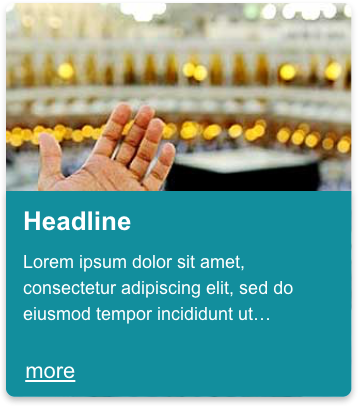 Headline
Lorem ipsum dolor sit amet,
consectetur adipiscing elit, sed do
eiusmod tempor incididunt ut…
more